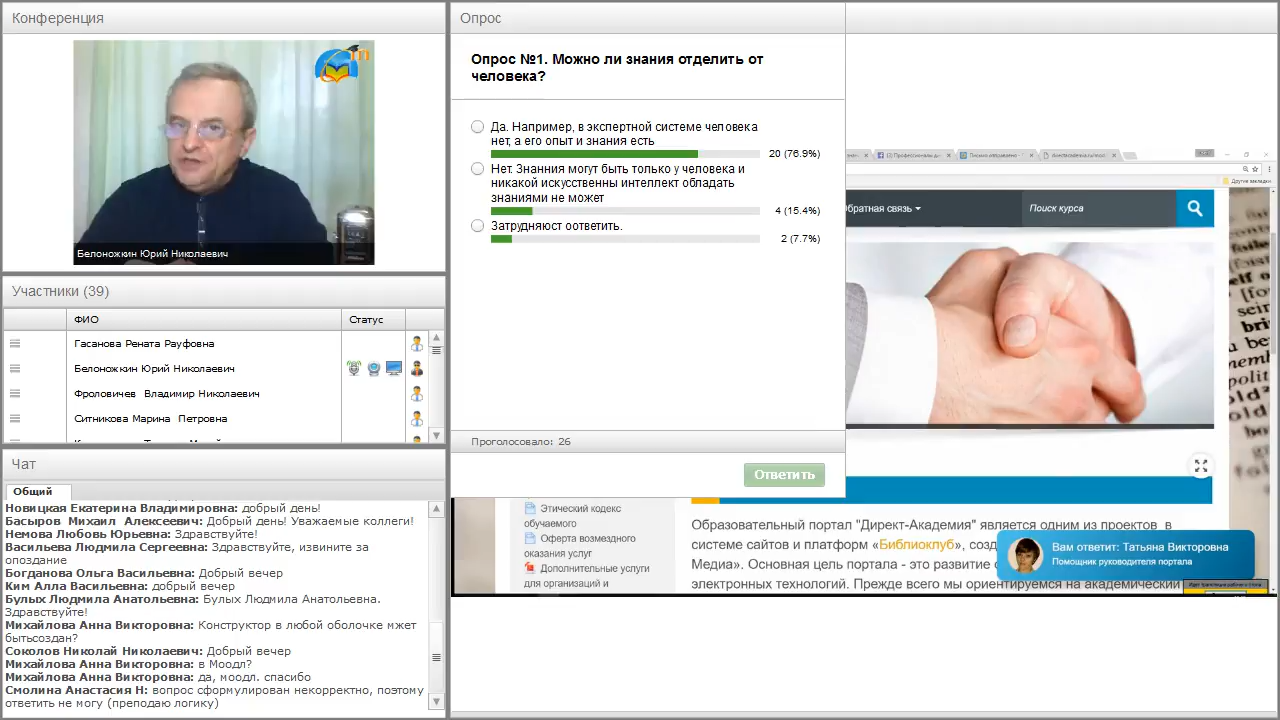 Конференция
Белоножкин Юрий Николаевич
Участники (39)
ФИО
Статус
Гасанова Рената Рауфовна
Белоножкин Юрий Николаевич
Фроловичев Владимир Николаевич
Ситникова Марина Петровна
Чат
Общий
Новицкая Екатерина Владимировна: добрый день!
Басыров Михаил Алексеевич: Добрый день! Уважаемые коллеги!
Немова Любовь Юрьевна: Здравствуйте!
Васильева Людмила Сергеевна: Здравствуйте, извините за
опоздание
Богданова Ольга Васильевна: Добрый вечер
Ким Алла Васильевна: добрый вечер
Булых Людмила Анатольевна: Булых Людмила Анатольевна.
Здравствуйте!
Михайлова Анна Викторовна: Конструктор в любой оболочке мжет
бытьсоздан?
Соколов Николай Николаевич: Добрый вечер
Михайлова Анна Викторовна: в Моодл?
Михайлова Анна Викторовна: да, моодл. спасибо
Смолина Анастасия Н: вопрос сформулирован некорректно, поэтому
ответить не могу (преподаю логику)
Опрос
Опрос №1. Можно ли знания отделить от
человека?
Да. Например, в экспертной системе человека
нет, а его опыт и знания есть
20 (76.9%)
Нет. Знанния могут быть только у человека и
никакой искусственны интеллект обладать
знаниями не может
4 (15.4%)
Затрудняюст оответить.
2 (7.7%)
Проголосовало: 26
Ответить
Другие закладки
братная связь
Поиск курса
Этический кодекс
обучаемого
Оферта возмездного
оказания услуг
Дополнительные услуги
для организаций и
Образовательный портал "Директ-Академия" является одним из проектов в
системе сайтов и платформ «Библиоклуб», созд
Медиа». Основная цель портала - это развитие
электронных технологий. Прежде всего мы ориентируемся на академический
Вам ответит: Татьяна Викторовна
Помощник руководителя портала